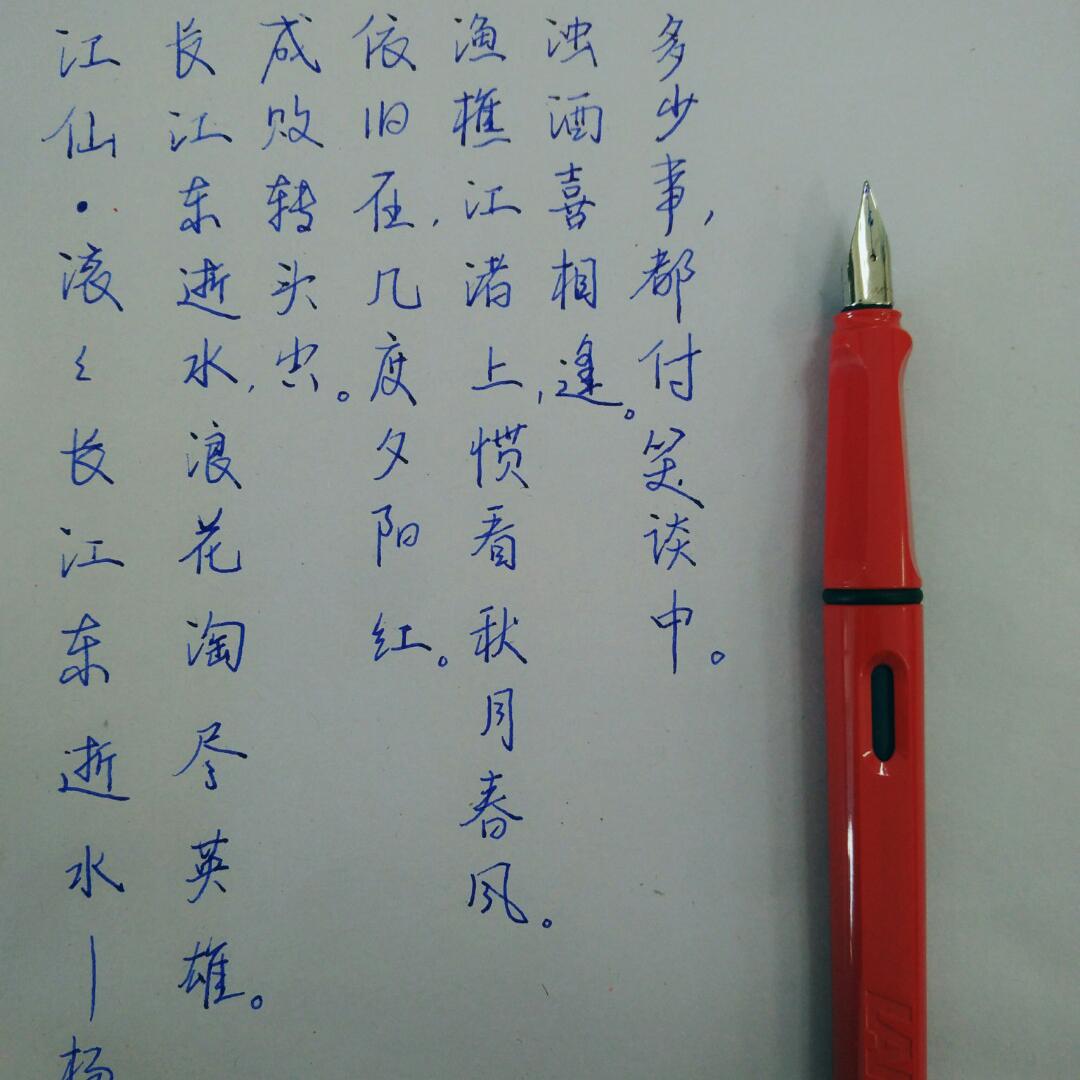 江仙·滚々长江东逝水—杨
长江东逝水,浪花淘尽英雄。
成败转头空。
依旧在,几度夕阳红。
渔樵江渚上,惯看秋月春风。
浊酒喜相逢。
多少事,都付笑谈中。